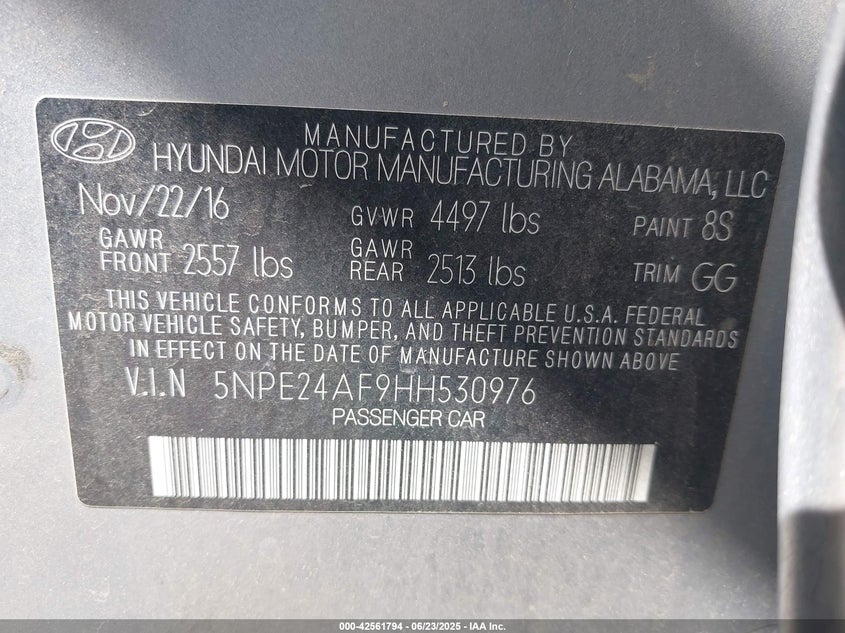 MANUFACTURED BY
HYUNDAI MOTOR MANUFACTURING ALABAMA, LLC
Nov/22/16 GVWR 4497 lbs PAINT 8S
GAWR FRONT 2557 lbs GAWR REAR 2513 lbs TRIM GG
THIS VEHICLE CONFORMS TO ALL APPLICABLE U.S.A. FEDERAL
MOTOR VEHICLE SAFETY, BUMPER, AND THEFT PREVENTION STANDARDS
IN EFFECT ON THE DATE OF MANUFACTURE SHOWN ABOVE
V.I.N 5NPE24AF9HH530976
PASSENGER CAR
000-42561794 - 06/23/2025 - IAA Inc.